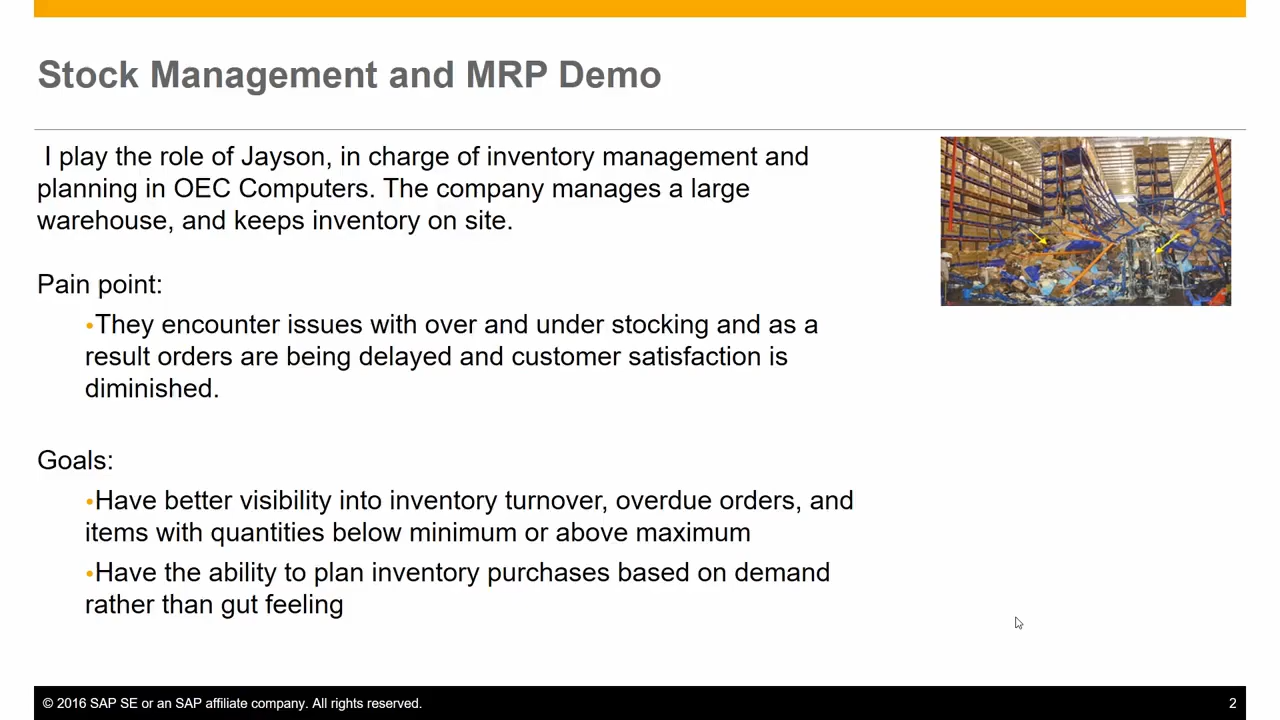 Stock Management and MRP Demo
I play the role of Jayson, in charge of inventory management and
planning in OEC Computers. The company manages a large
warehouse, and keeps inventory on site.
Pain point:
•They encounter issues with over and under stocking and as a
result orders are being delayed and customer satisfaction is
diminished.
Goals:
•Have better visibility into inventory turnover, overdue orders, and
items with quantities below minimum or above maximum
•Have the ability to plan inventory purchases based on demand
rather than gut feeling
© 2016 SAP SE or an SAP affiliate company. All rights reserved.
2